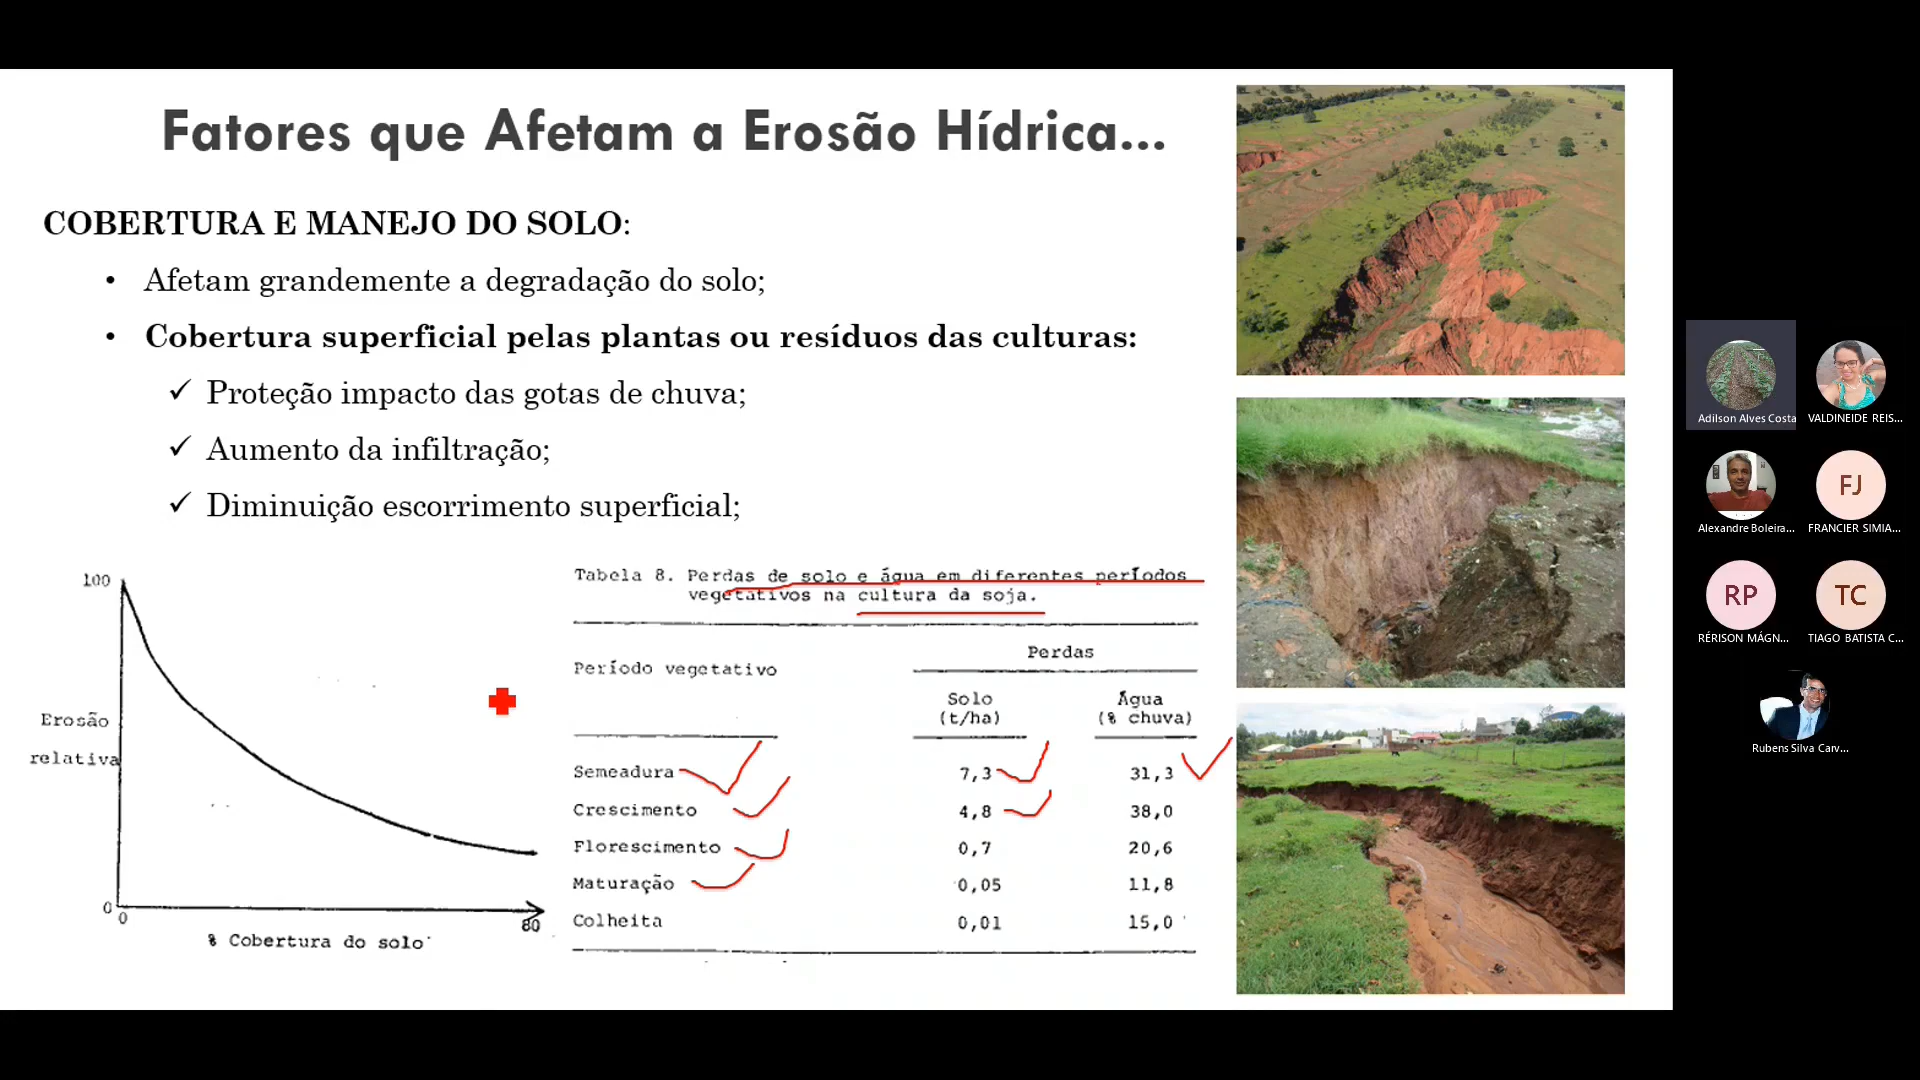 Fatores que Afetam a Erosão Hídrica...
COBERTURA E MANEJO DO SOLO:
• Afetam grandemente a degradação do solo;
• Cobertura superficial pelas plantas ou resíduos das culturas:
✓ Proteção impacto das gotas de chuva;
✓ Aumento da infiltração;
✓ Diminuição escorrimento superficial;
100
Erosão
relativa
0
0
80
% Cobertura do solo
Tabela 8. Perdas de solo e água em diferentes períodos
vegetativos na cultura da soja.
Período vegetativo
Perdas
Solo
(t/ha)
Água
(% chuva)
Semeadura 7,3 31,3
Crescimento 4,8 38,0
Florescimento 0,7 20,6
Maturação 0,05 11,8
Colheita 0,01 15,0
Adilson Alves Costa
VALDINEIDE REIS...
Alexandre Boleira...
FJ
FRANCIER SIMIA...
RP
RÉRISON MÁGN...
TC
TIAGO BATISTA C...
Rubens Silva Carv...